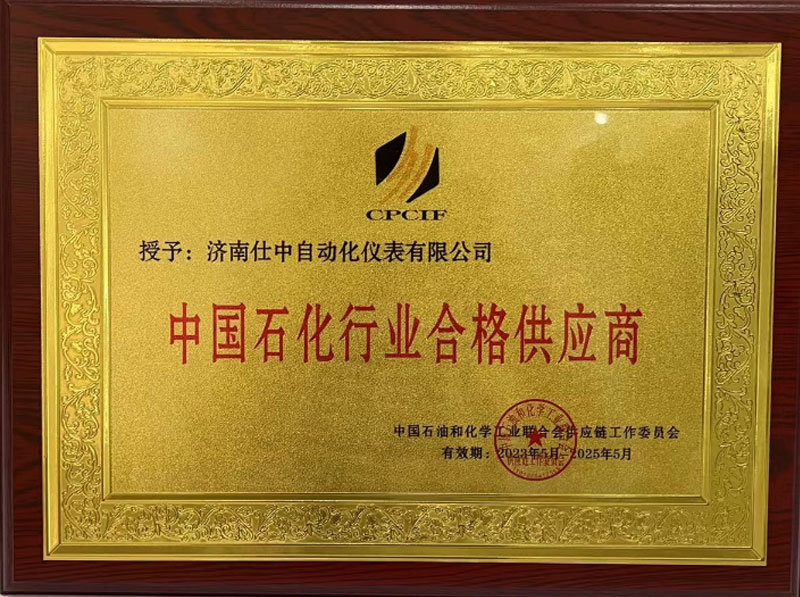 CPCIF
授予：济南仕中自动化仪表有限公司
中国石化行业合格供应商
中国石油和化学工业联合会供应链工作委员会
有效期：2023年5月-2025年5月